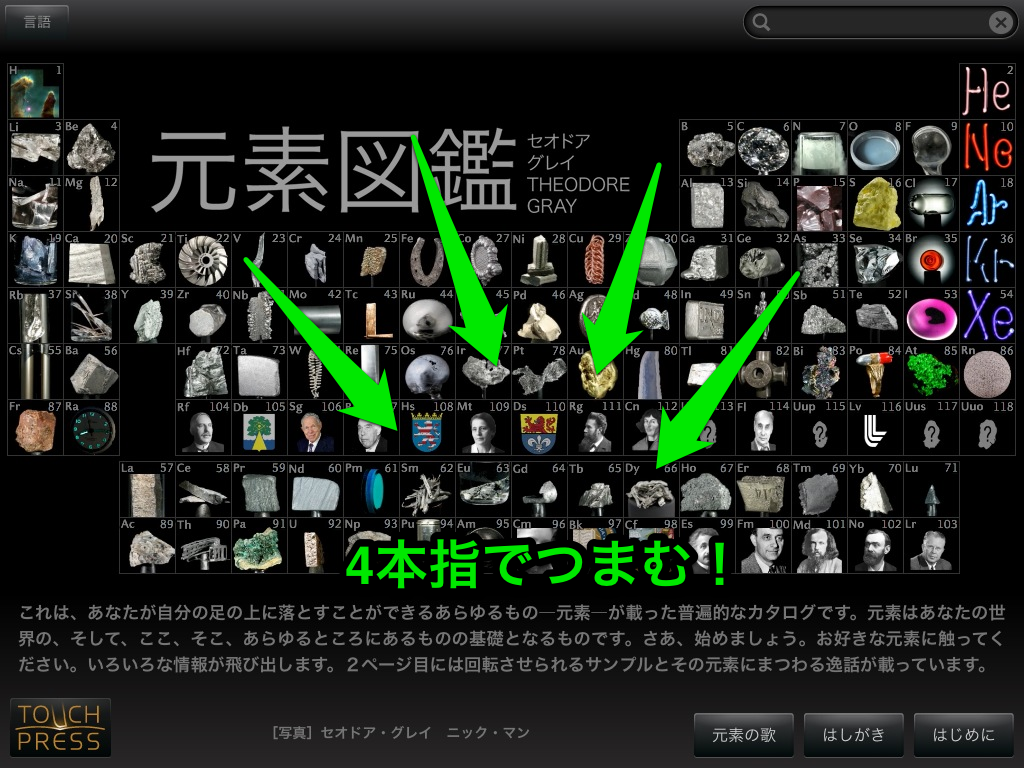 言語
H 1
He 2
Li 3 Be 4
B 5 C 6 N 7 O 8 F 9 Ne 10
元素図鑑
セオドア
グレイ
THEODORE
GRAY
Na 11 Mg 12
Al 13 Si 14 P 15 S 16 Cl 17 Ar 18
K 19 Ca 20 Sc 21 Ti 22 V 23 Cr 24 Mn 25 Fe 26 Co 27 Ni 28 Cu 29 30 Ga 31 Ge 32 As 33 Se 34 Br 35 Kr 36
Rb 37 Sr 38 Y 39 Zr 40 Nb 41 Mo 42 Tc 43 Ru 44 45 Pd 46 Ag 47 48 In 49 Sn 50 Sb 51 Te 52 I 53 Xe 54
Cs 55 Ba 56 Hf 72 Ta 73 W 74 Re 75 Os 76 Ir 77 Pt 78 Au 79 Hg 80 Tl 81 82 Bi 83 Po 84 At 85 Rn 86
Fr 87 Ra 88 Rf 104 Db 105 Sg 106 107 Hs 108 Mt 109 Ds 110 Rg 111 Cn 112 113 Fl 114 Uup 115 Lv 116 Uus 117 Uuo 118
La 57 Ce 58 Pr 59 Nd 60 Pm 61 Sm 62 Eu 63 Gd 64 Tb 65 Dy 66 Ho 67 Er 68 Tm 69 Yb 70 Lu 71
Ac 89 Th 90 Pa 91 U 92 Np 93 Pu 94 Am 95 Cm 96 Bk 97 Cf 98 Es 99 Fm 100 Md 101 No 102 Lr 103
4本指でつまむ！
これは、あなたが自分の足の上に落とすことができるあらゆるもの―元素―が載った普遍的なカタログです。元素はあなたの世
界の、そして、ここ、そこ、あらゆるところにあるものの基礎となるものです。さあ、始めましょう。お好きな元素に触ってく
ださい。いろいろな情報が飛び出します。２ページ目には回転させられるサンプルとその元素にまつわる逸話が載っています。
TOUCH
PRESS
［写真］セオドア・グレイ　ニック・マン
元素の歌
はしがき
はじめに